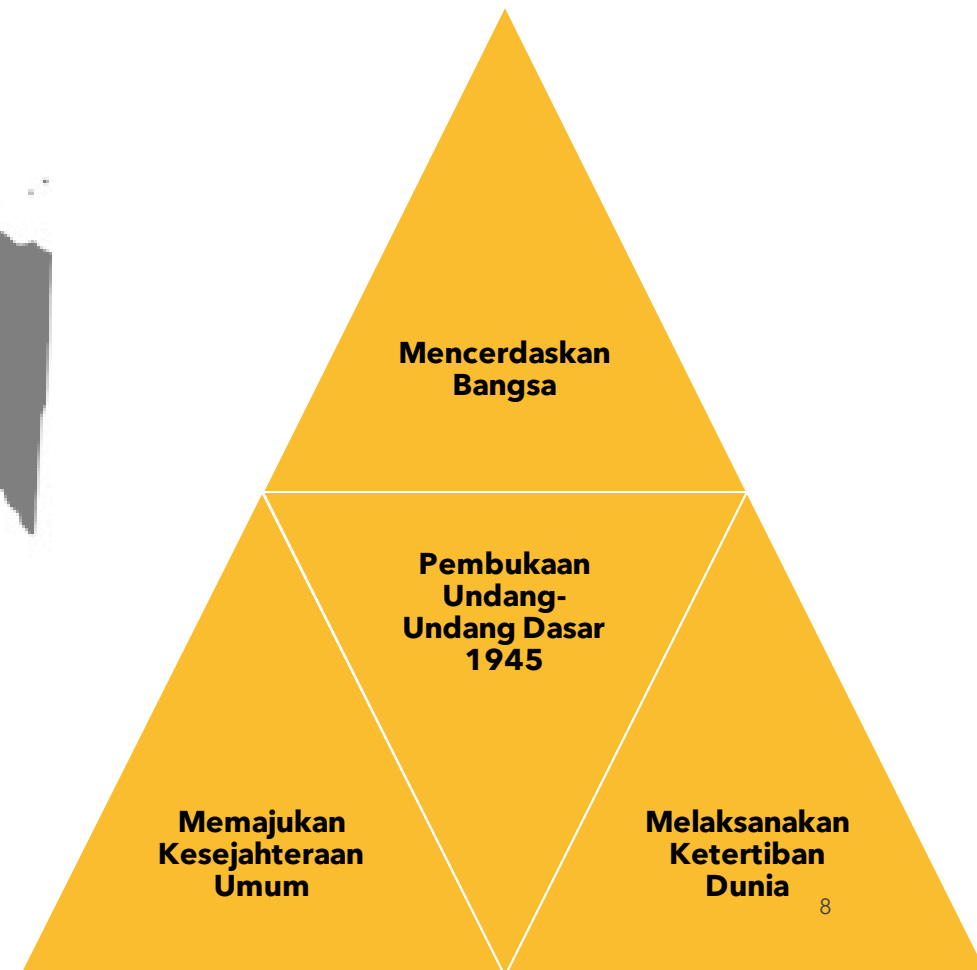 Mencerdaskan
Bangsa
Pembukaan
Undang-
Undang Dasar
1945
Memajukan
Kesejahteraan
Umum
Melaksanakan
Ketertiban
Dunia
8